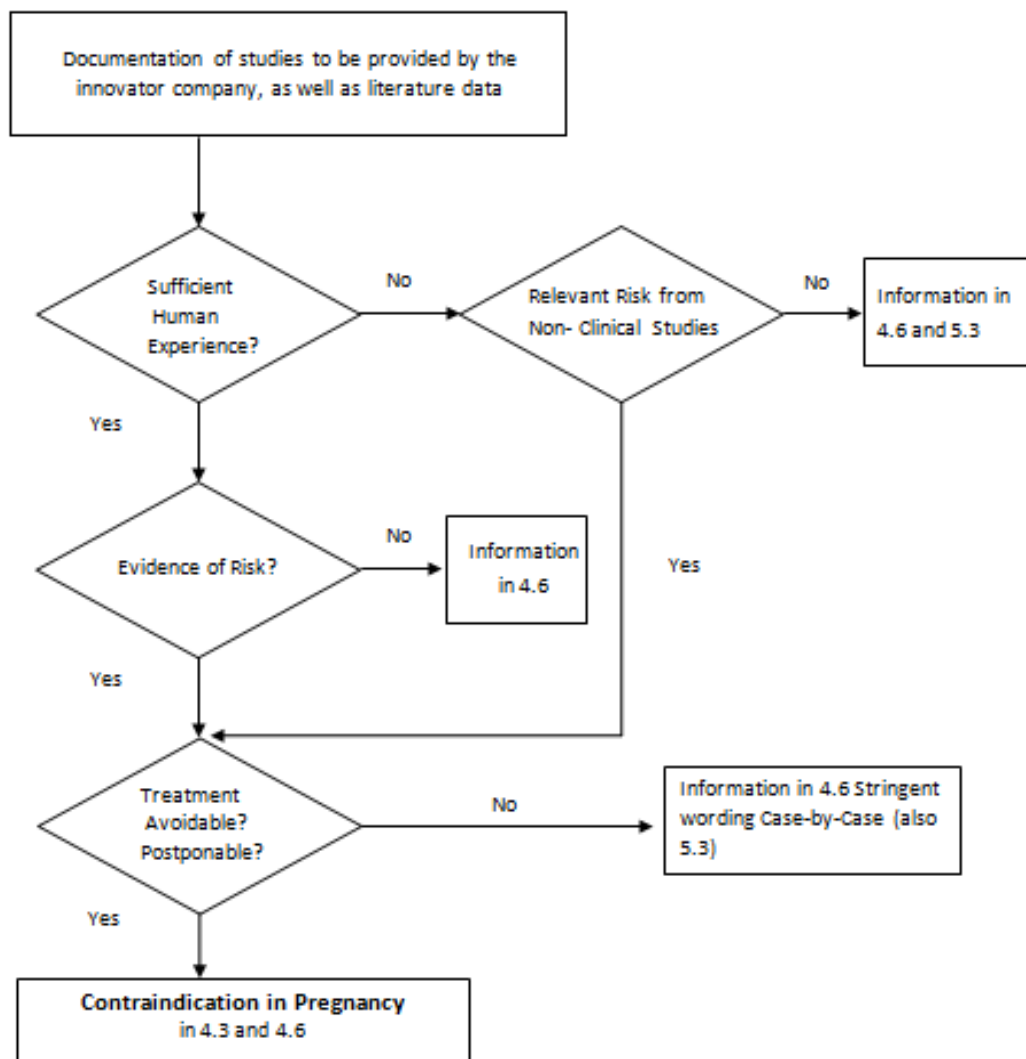 Documentation of studies to be provided by the
innovator company, as well as literature data
Sufficient
Human
Experience?
No
Relevant Risk from
Non- Clinical Studies
No
Information in
4.6 and 5.3
Yes
Evidence of Risk?
No
Information
in 4.6
Yes
Yes
Treatment
Avoidable?
Postponable?
No
Information in 4.6 Stringent
wording Case-by-Case (also
5.3)
Yes
Contraindication in Pregnancy
in 4.3 and 4.6